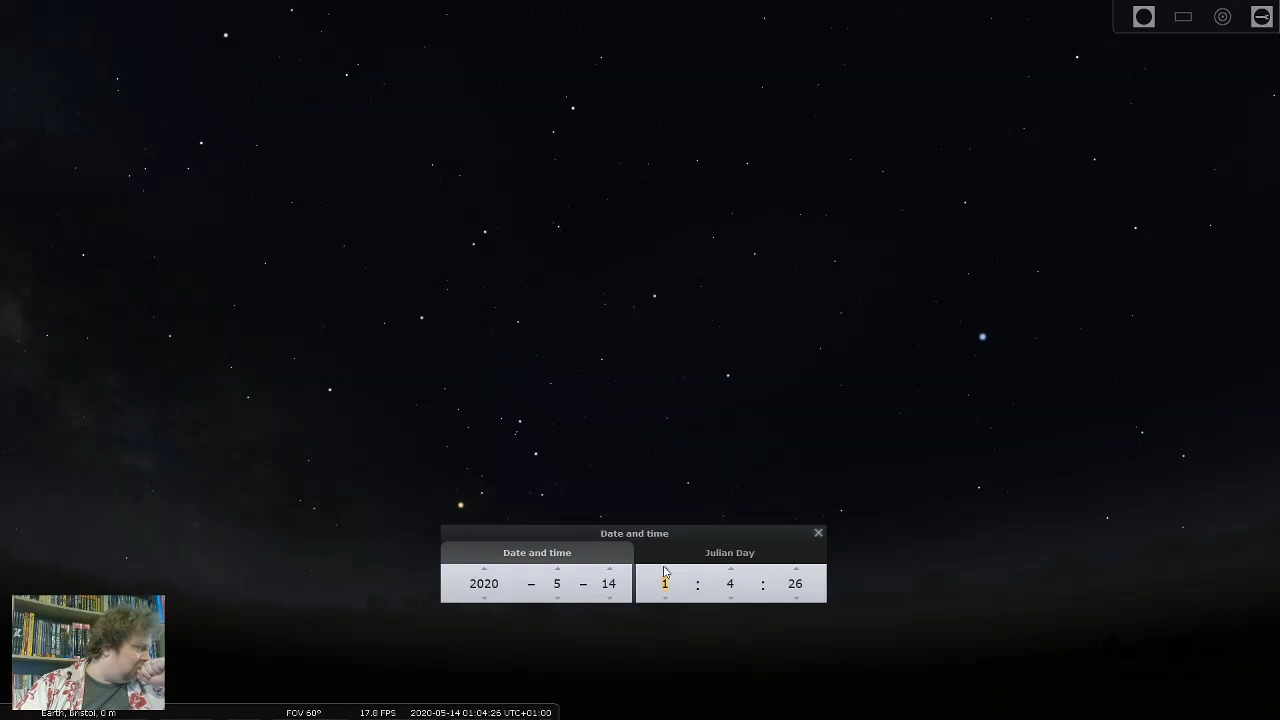 Date and time
Date and time Julian Day
2020 - 5 - 14 1 : 4 : 26
Earth, Bristol, 0 m FOV 60° 17.8 FPS 2020-05-14 01:04:26 UTC+01:00